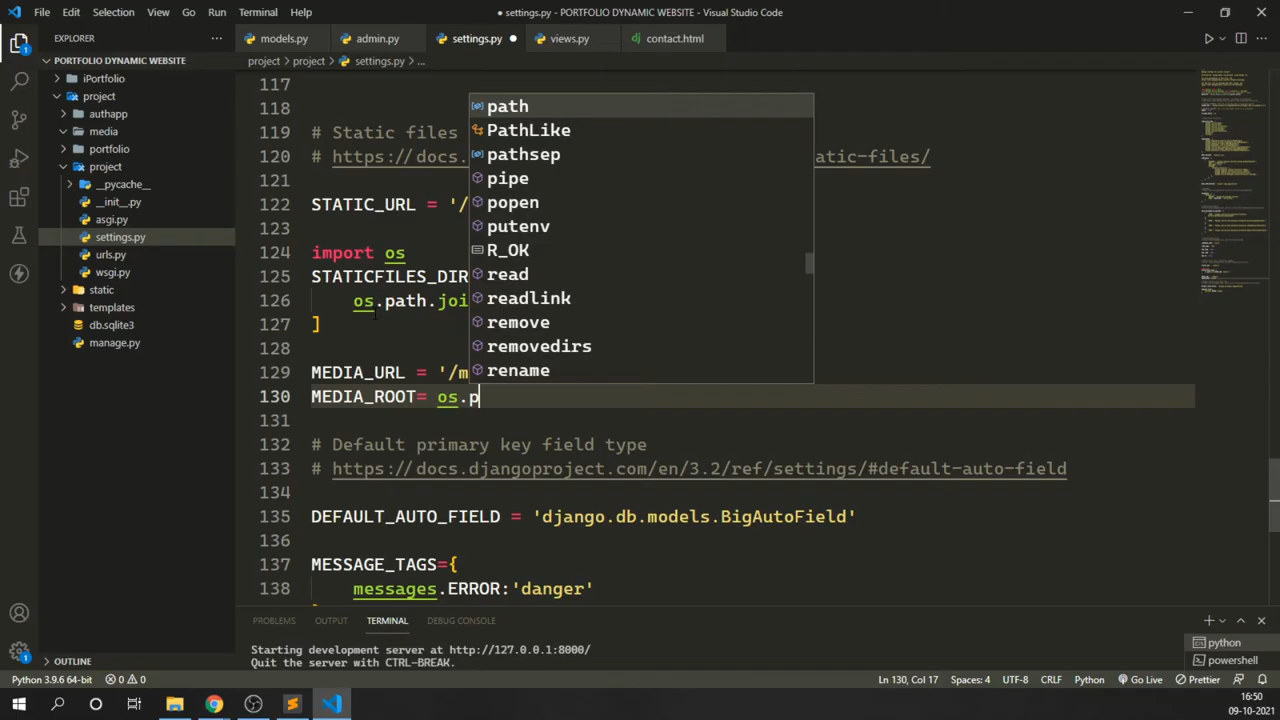 File Edit Selection View Go Run Terminal Help
● settings.py - PORTFOLIO DYNAMIC WEBSITE - Visual Studio Code
EXPLORER
models.py admin.py settings.py views.py contact.html
PORTFOLIO DYNAMIC WEBSITE
project > project > settings.py > ...
iPortfolio
project
authapp
media
portfolio
project
__pycache__
__init__.py
asgi.py
settings.py
urls.py
wsgi.py
static
templates
db.sqlite3
manage.py
OUTLINE
117
118
119 # Static files
120 # https://docs. atic-files/
121
122 STATIC_URL = '/
123
124 import os
125 STATICFILES_DIR
126 os.path.joi
127 ]
128
129 MEDIA_URL = '/m
130 MEDIA_ROOT= os.p
131
132 # Default primary key field type
133 # https://docs.djangoproject.com/en/3.2/ref/settings/#default-auto-field
134
135 DEFAULT_AUTO_FIELD = 'django.db.models.BigAutoField'
136
137 MESSAGE_TAGS={
138 messages.ERROR:'danger'
path
PathLike
pathsep
pipe
popen
putenv
R_OK
read
readlink
remove
removedirs
rename
PROBLEMS OUTPUT TERMINAL DEBUG CONSOLE
Starting development server at http://127.0.0.1:8000/
Quit the server with CTRL-BREAK.
python
powershell
Python 3.9.6 64-bit 0 0 Ln 130, Col 17 Spaces: 4 UTF-8 CRLF Python Go Live Prettier
16:50
09-10-2021